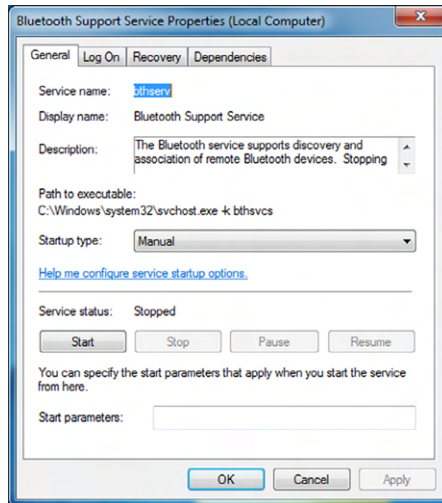 Bluetooth Support Service Properties (Local Computer)
General Log On Recovery Dependencies
Service name: bthserv
Display name: Bluetooth Support Service
Description: The Bluetooth service supports discovery and
association of remote Bluetooth devices. Stopping
Path to executable:
C:\Windows\system32\svchost.exe -k bthsvcs
Startup type: Manual
Help me configure service startup options.
Service status: Stopped
Start Stop Pause Resume
You can specify the start parameters that apply when you start the service
from here.
Start parameters:
OK Cancel Apply